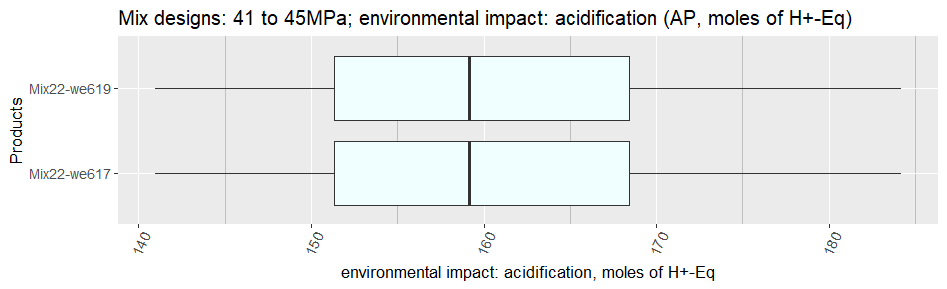 Mix designs: 41 to 45MPa; environmental impact: acidification (AP, moles of H+-Eq)
Products
Mix22-we619
Mix22-we617
140
150
160
170
180
environmental impact: acidification, moles of H+-Eq